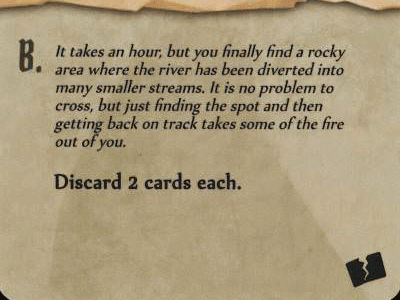 B. It takes an hour, but you finally find a rocky
area where the river has been diverted into
many smaller streams. It is no problem to
cross, but just finding the spot and then
getting back on track takes some of the fire
out of you.
Discard 2 cards each.